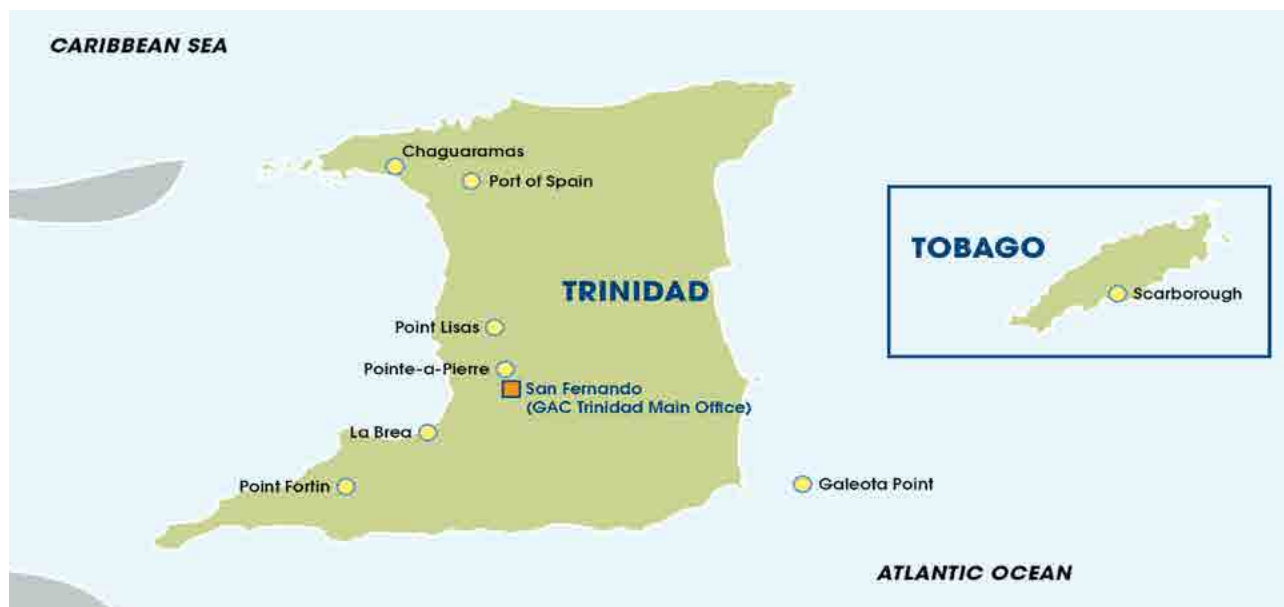 CARIBBEAN SEA
Chaguaramas
Port of Spain
TOBAGO
Scarborough
TRINIDAD
Point Lisas
Pointe-a-Pierre
San Fernando
(GAC Trinidad Main Office)
La Brea
Point Fortin
Galeota Point
ATLANTIC OCEAN